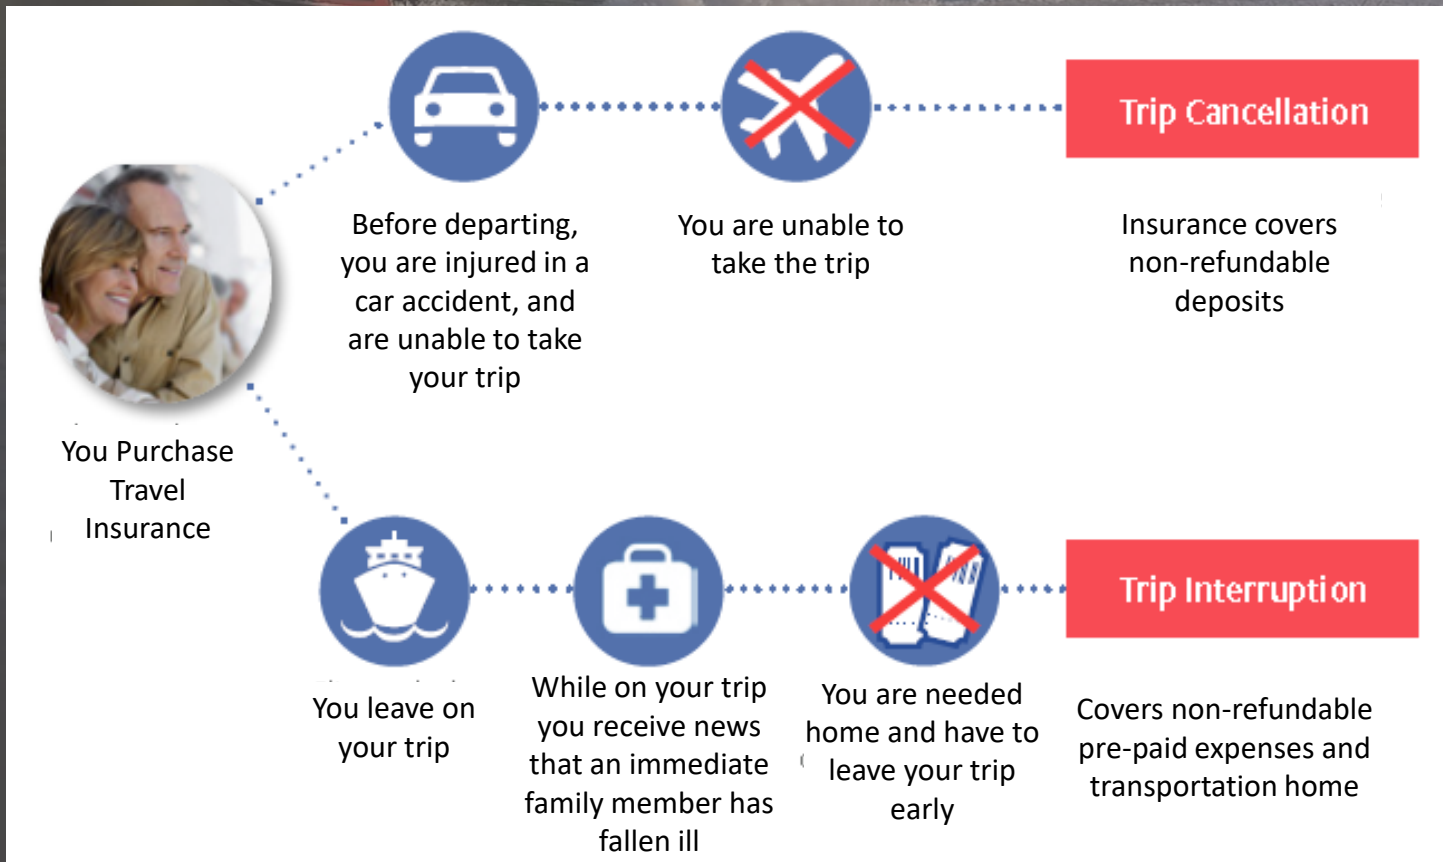 You Purchase
Travel
Insurance
Before departing,
you are injured in a
car accident, and
are unable to take
your trip
You are unable to
take the trip
Trip Cancellation
Insurance covers
non-refundable
deposits
You leave on
your trip
While on your trip
you receive news
that an immediate
family member has
fallen ill
You are needed
home and have to
leave your trip
early
Trip Interruption
Covers non-refundable
pre-paid expenses and
transportation home